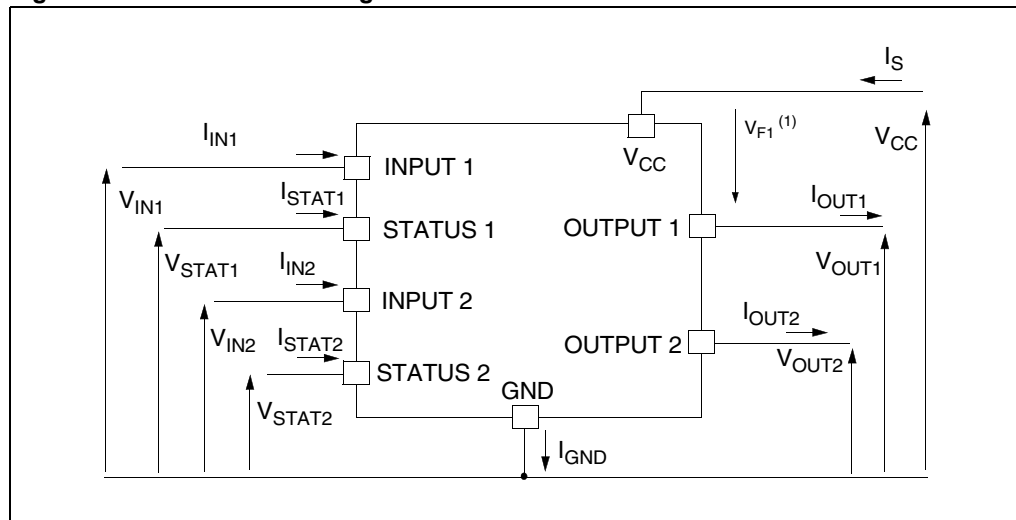 I_S
V_F1 (1)
V_CC
V_CC
I_IN1
INPUT 1
V_IN1
I_STAT1
STATUS 1
OUTPUT 1
I_OUT1
V_OUT1
V_STAT1
I_IN2
INPUT 2
V_IN2
I_STAT2
STATUS 2
OUTPUT 2
I_OUT2
V_OUT2
V_STAT2
GND
I_GND